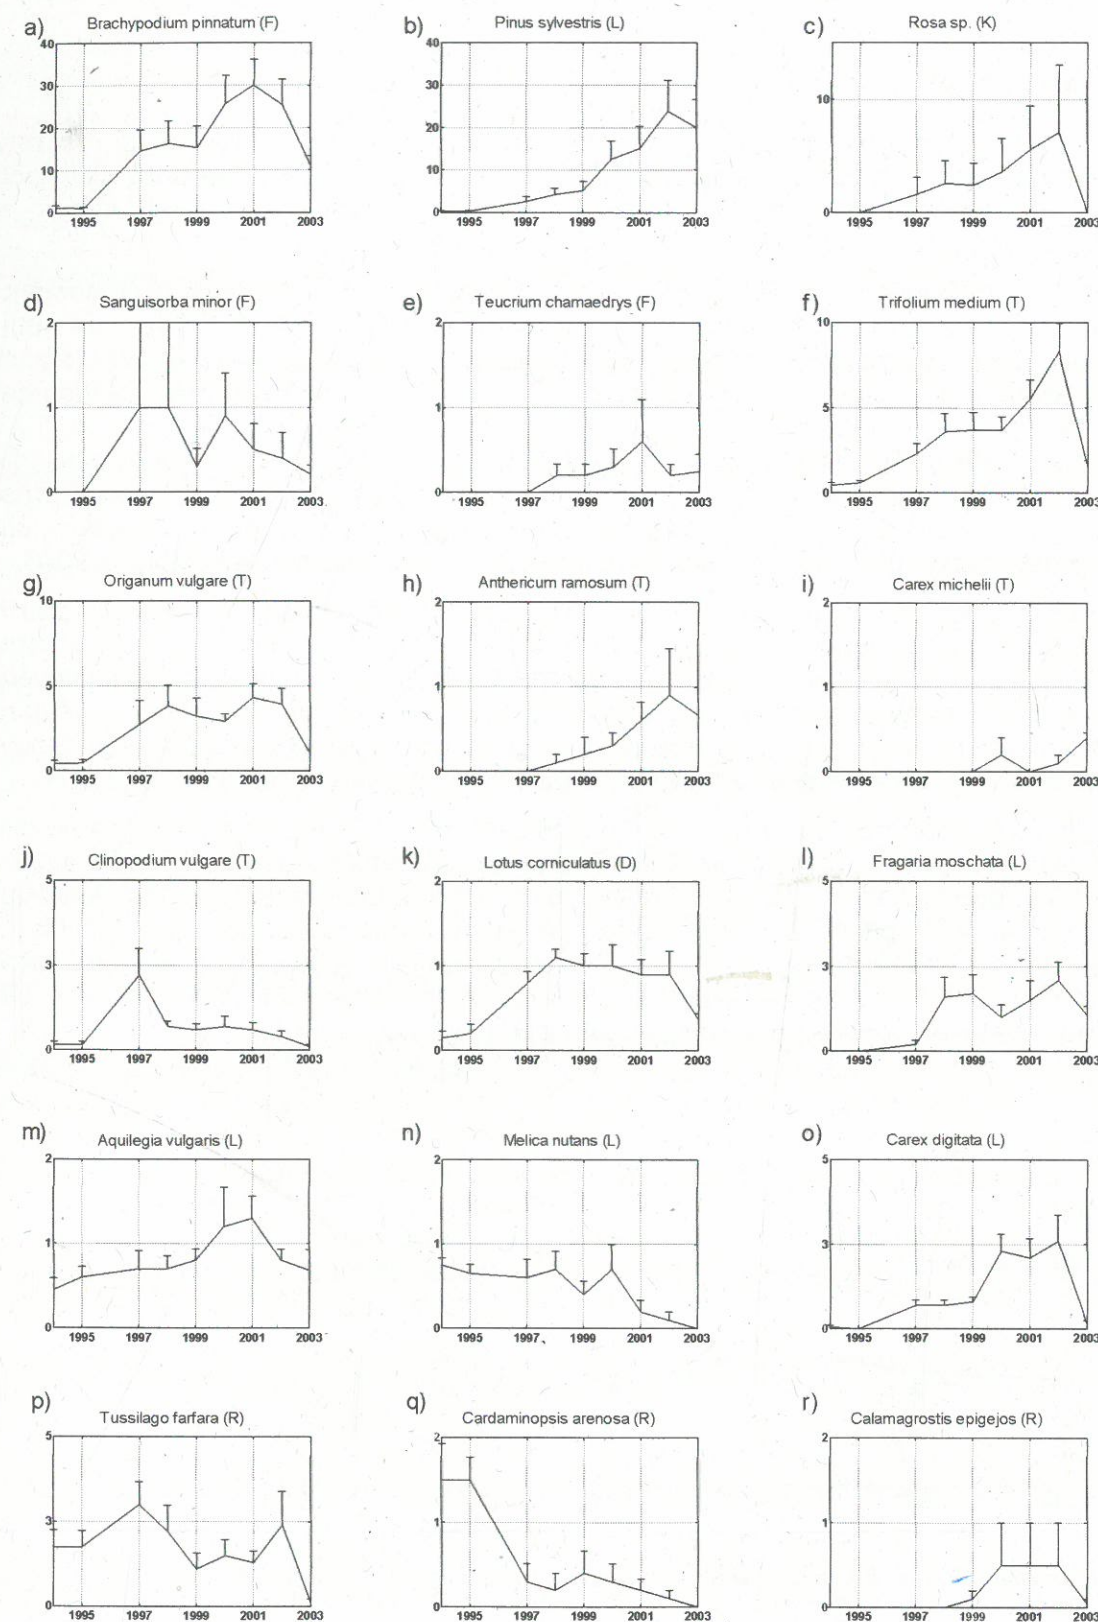 a) Brachypodium pinnatum (F)
40
30
20
10
0
1995 1997 1999 2001 2003
b) Pinus sylvestris (L)
40
30
20
10
0
1995 1997 1999 2001 2003
c) Rosa sp. (K)
10
0
1995 1997 1999 2001 2003
d) Sanguisorba minor (F)
2
1
0
1995 1997 1999 2001 2003
e) Teucrium chamaedrys (F)
2
1
0
1995 1997 1999 2001 2003
f) Trifolium medium (T)
10
5
0
1995 1997 1999 2001 2003
g) Origanum vulgare (T)
10
5
0
1995 1997 1999 2001 2003
h) Anthericum ramosum (T)
2
1
0
1995 1997 1999 2001 2003
i) Carex michelii (T)
2
1
0
1995 1997 1999 2001 2003
j) Clinopodium vulgare (T)
5
3
0
1995 1997 1999 2001 2003
k) Lotus corniculatus (D)
2
1
0
1995 1997 1999 2001 2003
l) Fragaria moschata (L)
5
3
0
1995 1997 1999 2001 2003
m) Aquilegia vulgaris (L)
2
1
0
1995 1997 1999 2001 2003
n) Melica nutans (L)
2
1
0
1995 1997 1999 2001 2003
o) Carex digitata (L)
5
3
0
1995 1997 1999 2001 2003
p) Tussilago farfara (R)
5
3
0
1995 1997 1999 2001 2003
q) Cardaminopsis arenosa (R)
2
1
0
1995 1997 1999 2001 2003
r) Calamagrostis epigejos (R)
2
1
0
1995 1997 1999 2001 2003